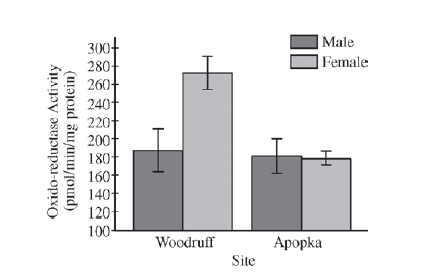 Oxido-reductase Activity
(pmol/min/mg protein)
300
280
260
240
220
200
180
160
140
120
100
Male
Female
Woodruff
Apopka
Site